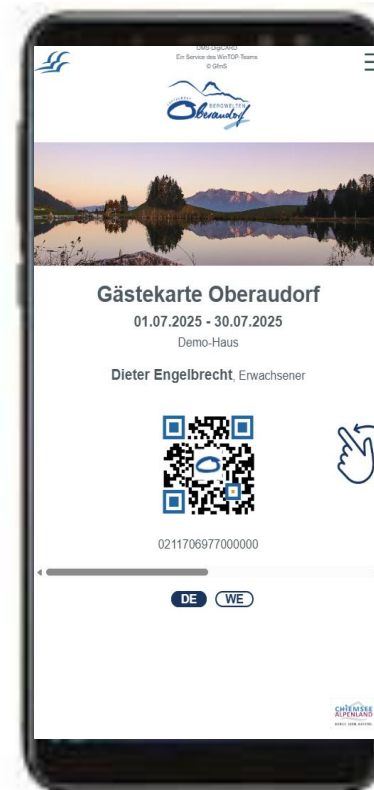 OMS DigiCARD
Ein Service des WinTOP-Teams
© GfmS
BERGWELTEN
Oberaudorf
Gästekarte Oberaudorf
01.07.2025 - 30.07.2025
Demo-Haus
Dieter Engelbrecht, Erwachsener
0211706977000000
DE WE
CHIEMSEE
ALPENLAND